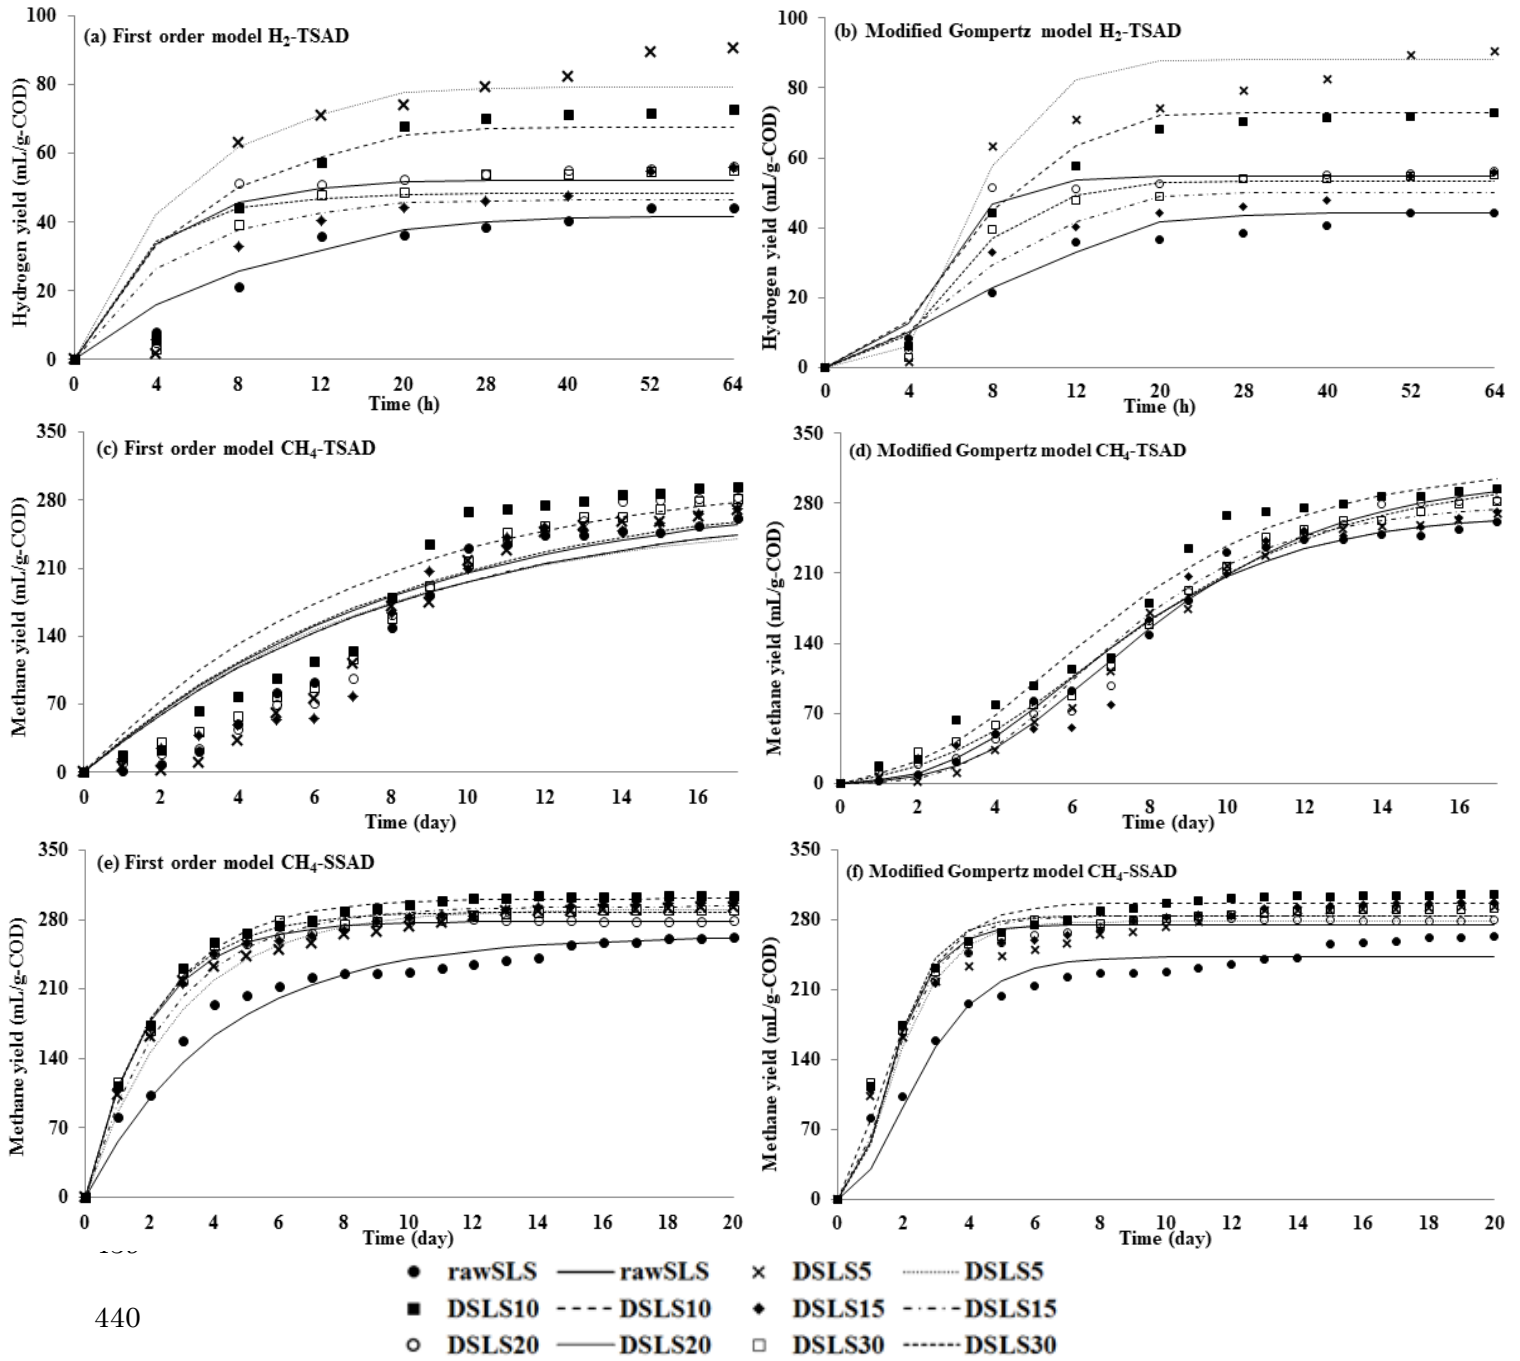 (a) First order model H₂-TSAD
Hydrogen yield (mL/g-COD)
100
80
60
40
20
0
0 4 8 12 20 28 40 52 64
Time (h)
(b) Modified Gompertz model H₂-TSAD
Hydrogen yield (mL/g-COD)
100
80
60
40
20
0
0 4 8 12 20 28 40 52 64
Time (h)
(c) First order model CH₄-TSAD
Methane yield (mL/g-COD)
350
280
210
140
70
0
0 2 4 6 8 10 12 14 16
Time (day)
(d) Modified Gompertz model CH₄-TSAD
Methane yield (mL/g-COD)
350
280
210
140
70
0
0 2 4 6 8 10 12 14 16
Time (day)
(e) First order model CH₄-SSAD
Methane yield (mL/g-COD)
350
280
210
140
70
0
0 2 4 6 8 10 12 14 16 18 20
Time (day)
(f) Modified Gompertz model CH₄-SSAD
Methane yield (mL/g-COD)
350
280
210
140
70
0
0 2 4 6 8 10 12 14 16 18 20
Time (day)
rawSLS rawSLS DSLS5 DSLS5
440
DSLS10 DSLS10 DSLS15 DSLS15
DSLS20 DSLS20 DSLS30 DSLS30